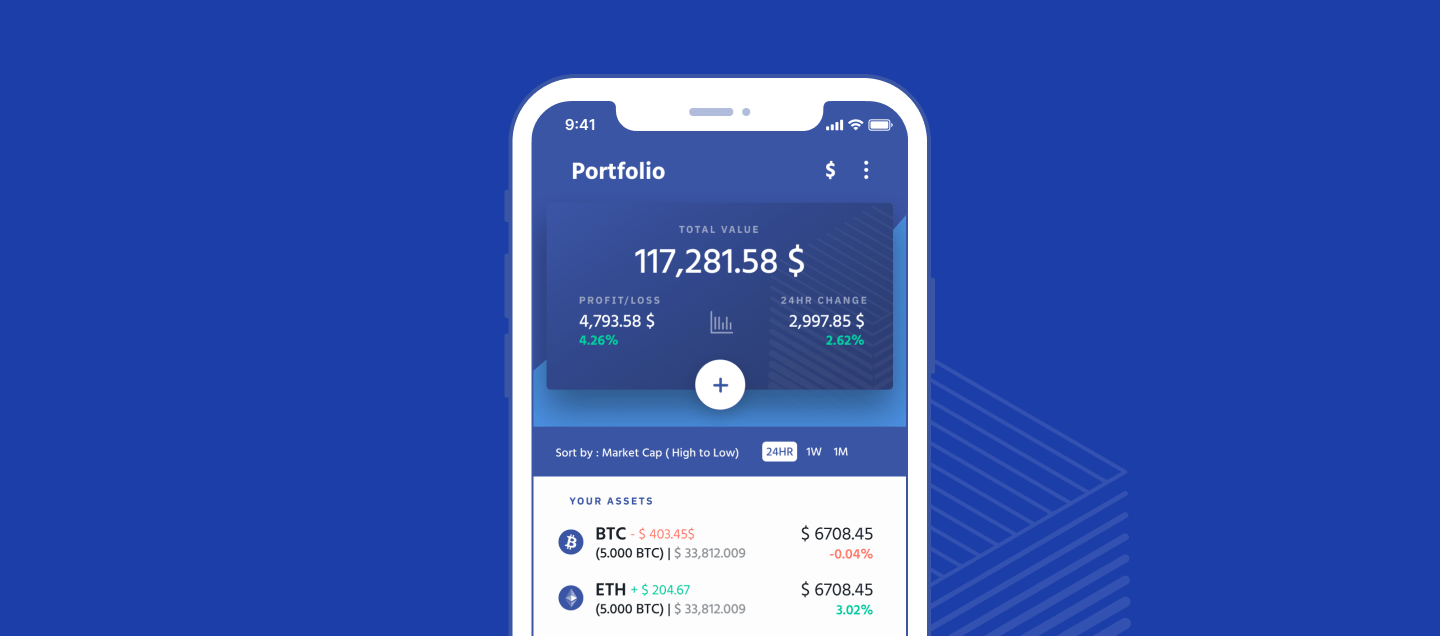 9:41
Portfolio $
TOTAL VALUE
117,281.58 $
PROFIT/LOSS 24HR CHANGE
4,793.58 $ 2,997.85 $
4.26% 2.62%
+
Sort by : Market Cap ( High to Low) 24HR 1W 1M
YOUR ASSETS
BTC - $ 403.45$ $ 6708.45
(5.000 BTC) | $ 33,812.009 -0.04%
ETH + $ 204.67 $ 6708.45
(5.000 BTC) | $ 33,812.009 3.02%